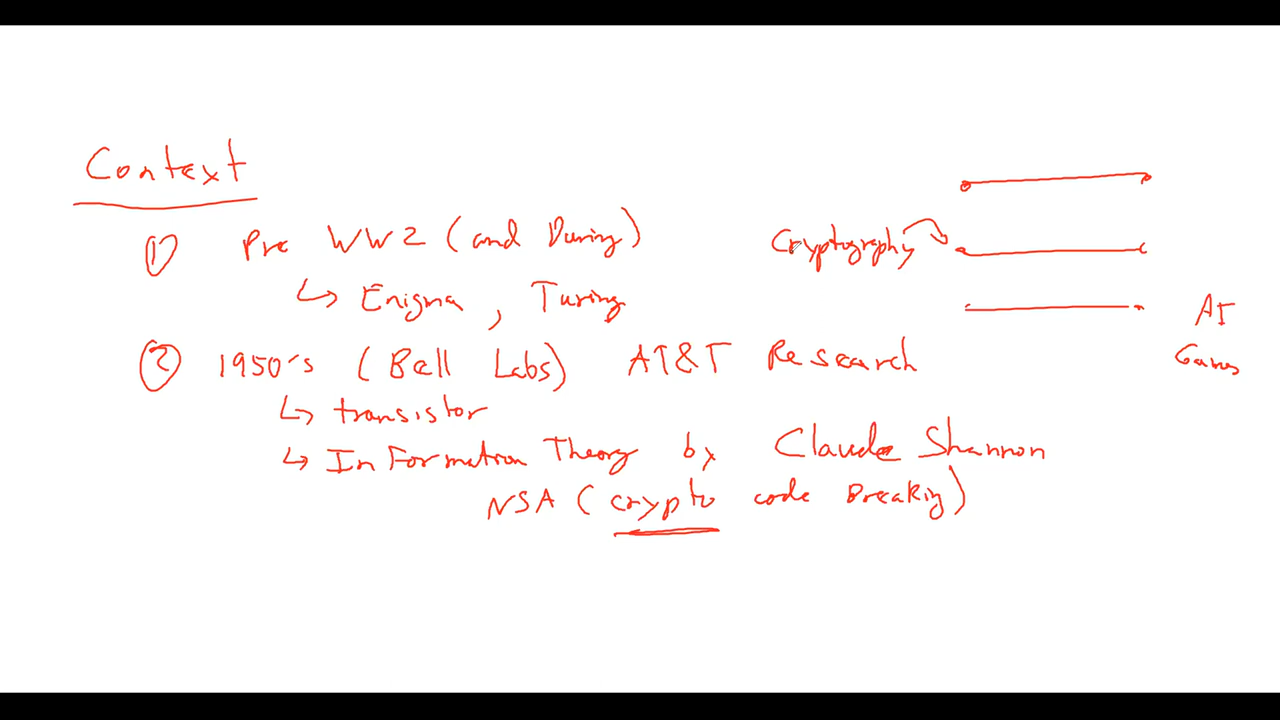 Context
① Pre WW2 (and During)
↳ Enigma, Turing
② 1950's (Bell Labs) AT&T Research
↳ transistor
↳ Information Theory by Claude Shannon
NSA (crypto code Breaking)
Cryptography
AI
Games